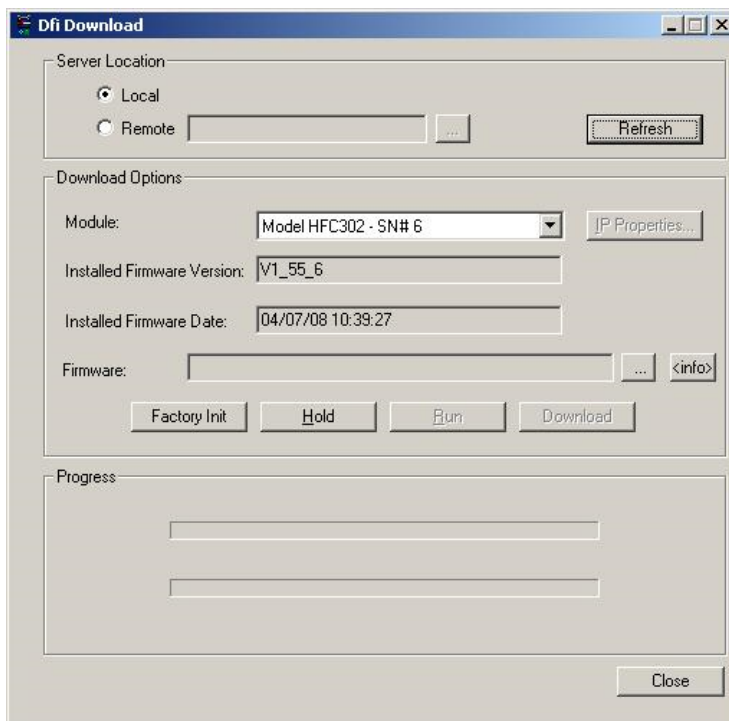 Dfi Download
Server Location
Local
Remote
...
Refresh
Download Options
Module:
Model HFC302 - SN# 6
IP Properties...
Installed Firmware Version:
V1_55_6
Installed Firmware Date:
04/07/08 10:39:27
Firmware:
...
<info>
Factory Init
Hold
Run
Download
Progress
Close